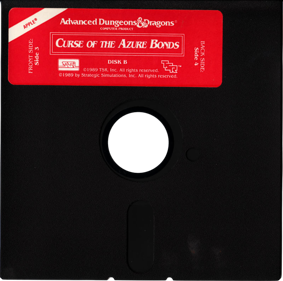 APPLE®
Advanced Dungeons&Dragons®
COMPUTER PRODUCT
FRONT SIDE:
Side 3
CURSE OF THE AZURE BONDS
BACK SIDE:
Side 4
DISK B
©1989 TSR, Inc. All rights reserved.
©1989 by Strategic Simulations, Inc. All rights reserved.